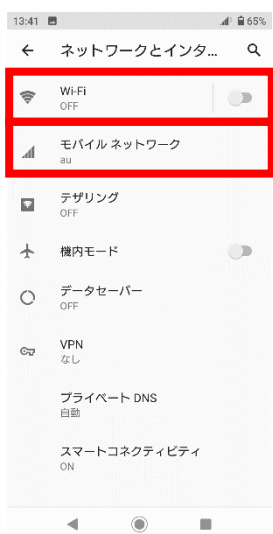 13:41 65%
ネットワークとインタ...
Wi-Fi
OFF
モバイル ネットワーク
au
テザリング
OFF
機内モード
データセーバー
OFF
VPN
なし
プライベート DNS
自動
スマートコネクティビティ
ON